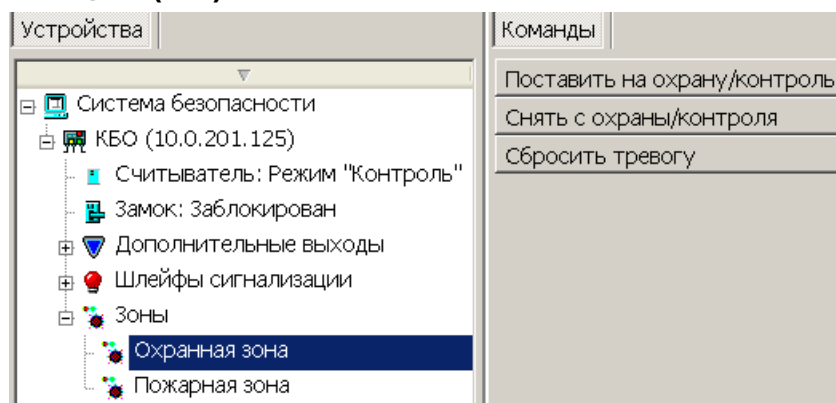 Устройства
Система безопасности
КБО (10.0.201.125)
Считыватель: Режим "Контроль"
Замок: Заблокирован
Дополнительные выходы
Шлейфы сигнализации
Зоны
Охранная зона
Пожарная зона
Команды
Поставить на охрану/контроль
Снять с охраны/контроля
Сбросить тревогу